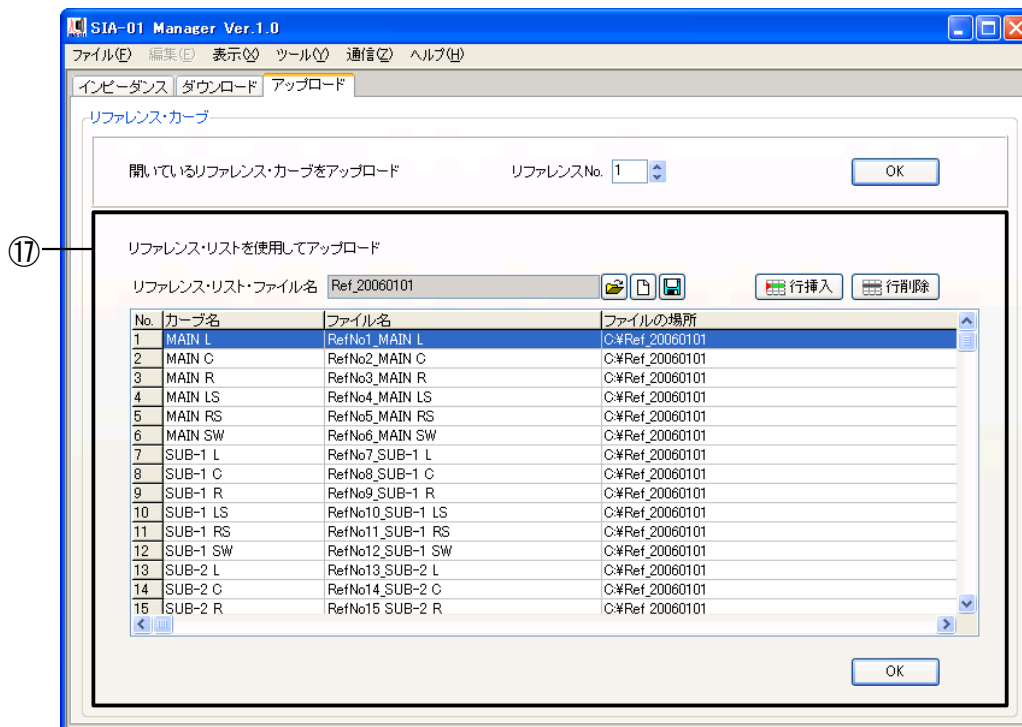 SIA-01 Manager Ver.1.0
ファイル(F) 編集(E) 表示(X) ツール(Y) 通信(Z) ヘルプ(H)
インピーダンス ダウンロード アップロード
リファレンス・カーブ
開いているリファレンス・カーブをアップロード リファレンスNo. 1 OK
⑰
リファレンス・リストを使用してアップロード
リファレンス・リスト・ファイル名 Ref_20060101 行挿入 行削除
No. カーブ名 ファイル名 ファイルの場所
1 MAIN L RefNo1_MAIN L C:¥Ref_20060101
2 MAIN C RefNo2_MAIN C C:¥Ref_20060101
3 MAIN R RefNo3_MAIN R C:¥Ref_20060101
4 MAIN LS RefNo4_MAIN LS C:¥Ref_20060101
5 MAIN RS RefNo5_MAIN RS C:¥Ref_20060101
6 MAIN SW RefNo6_MAIN SW C:¥Ref_20060101
7 SUB-1 L RefNo7_SUB-1 L C:¥Ref_20060101
8 SUB-1 C RefNo8_SUB-1 C C:¥Ref_20060101
9 SUB-1 R RefNo9_SUB-1 R C:¥Ref_20060101
10 SUB-1 LS RefNo10_SUB-1 LS C:¥Ref_20060101
11 SUB-1 RS RefNo11_SUB-1 RS C:¥Ref_20060101
12 SUB-1 SW RefNo12_SUB-1 SW C:¥Ref_20060101
13 SUB-2 L RefNo13_SUB-2 L C:¥Ref_20060101
14 SUB-2 C RefNo14_SUB-2 C C:¥Ref_20060101
15 SUB-2 R RefNo15_SUB-2 R C:¥Ref_20060101
OK